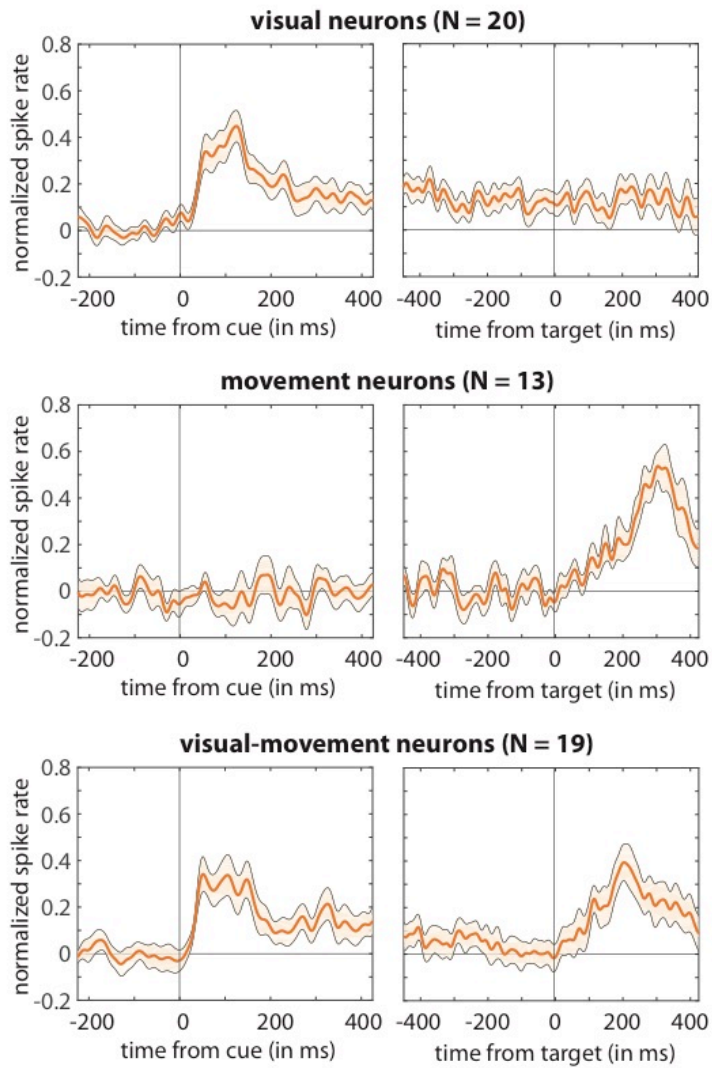 visual neurons (N = 20)
normalized spike rate
0.8
0.6
0.4
0.2
0
-0.2
-200 0 200 400
time from cue (in ms)
-400 -200 0 200 400
time from target (in ms)
movement neurons (N = 13)
normalized spike rate
0.8
0.6
0.4
0.2
0
-0.2
-200 0 200 400
time from cue (in ms)
-400 -200 0 200 400
time from target (in ms)
visual-movement neurons (N = 19)
normalized spike rate
0.8
0.6
0.4
0.2
0
-0.2
-200 0 200 400
time from cue (in ms)
-400 -200 0 200 400
time from target (in ms)